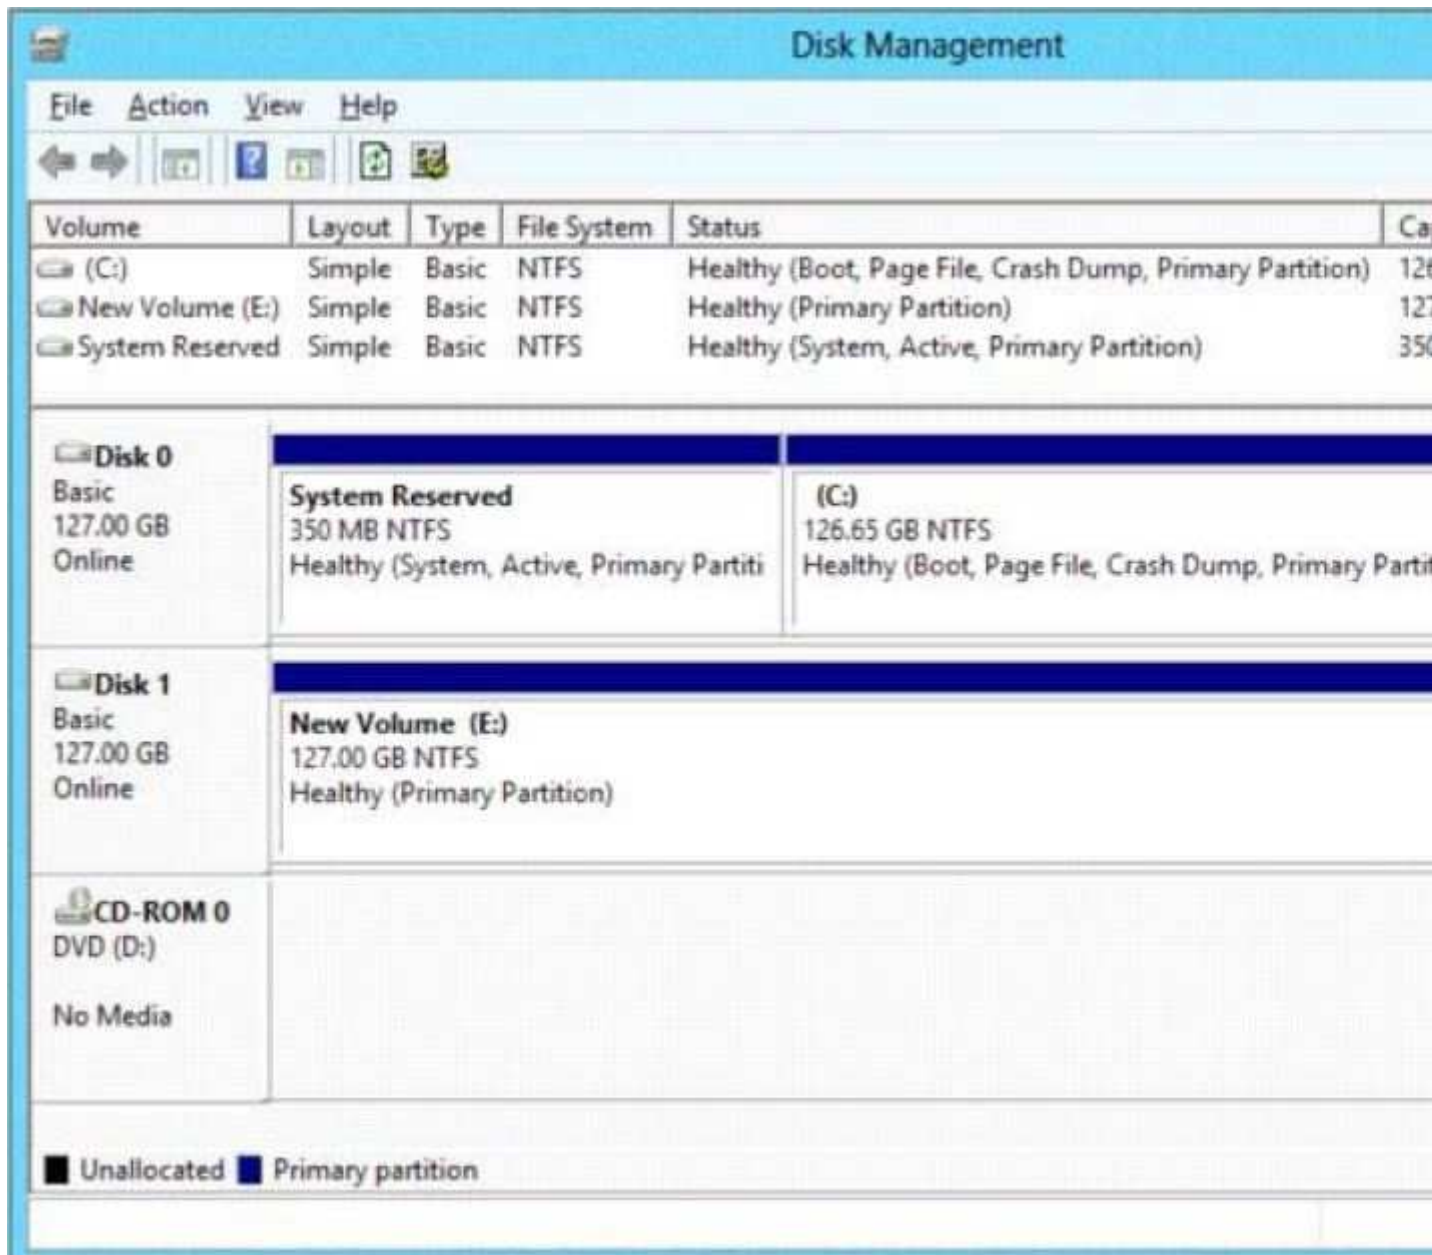 Disk Management
File Action View Help
Volume Layout Type File System Status
(C:) Simple Basic NTFS Healthy (Boot, Page File, Crash Dump, Primary Partition) 126
New Volume (E:) Simple Basic NTFS Healthy (Primary Partition) 127
System Reserved Simple Basic NTFS Healthy (System, Active, Primary Partition) 350
Disk 0
Basic
127.00 GB
Online
System Reserved
350 MB NTFS
Healthy (System, Active, Primary Partiti
(C:)
126.65 GB NTFS
Healthy (Boot, Page File, Crash Dump, Primary Partit
Disk 1
Basic
127.00 GB
Online
New Volume (E:)
127.00 GB NTFS
Healthy (Primary Partition)
CD-ROM 0
DVD (D:)
No Media
Unallocated Primary partition